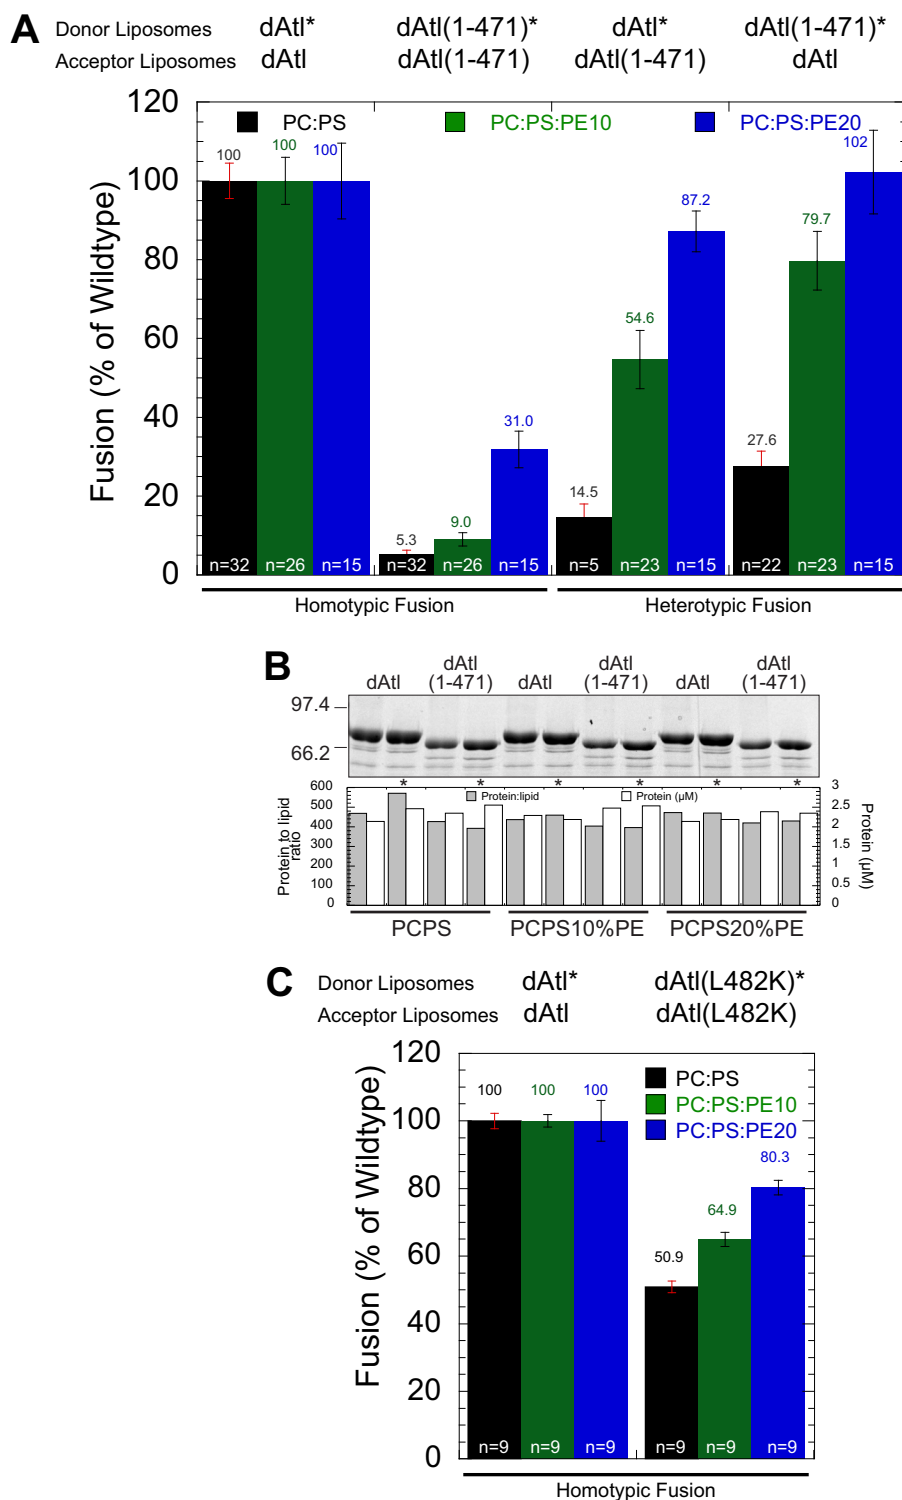 A
Donor Liposomes dAtl* dAtl(1-471)* dAtl* dAtl(1-471)*
Acceptor Liposomes dAtl dAtl(1-471) dAtl(1-471) dAtl
Fusion (% of Wildtype)
120
100
80
60
40
20
0
PC:PS PC:PS:PE10 PC:PS:PE20
100 100 100
5.3 9.0 31.0
14.5 54.6 87.2
27.6 79.7 102
n=32 n=26 n=15 n=32 n=26 n=15 n=5 n=23 n=15 n=22 n=23 n=15
Homotypic Fusion Heterotypic Fusion
B
dAtl dAtl (1-471) dAtl dAtl (1-471) dAtl dAtl (1-471)
97.4
66.2
* * * * * *
Protein to lipid ratio
600
500
400
300
200
100
0
Protein:lipid Protein (µM)
3
2.5
2
1.5
1
0.5
0
Protein (µM)
PCPS PCPS10%PE PCPS20%PE
C
Donor Liposomes dAtl* dAtl(L482K)*
Acceptor Liposomes dAtl dAtl(L482K)
Fusion (% of Wildtype)
120
100
80
60
40
20
0
PC:PS
PC:PS:PE10
PC:PS:PE20
100 100 100
50.9 64.9 80.3
n=9 n=9 n=9 n=9 n=9 n=9
Homotypic Fusion